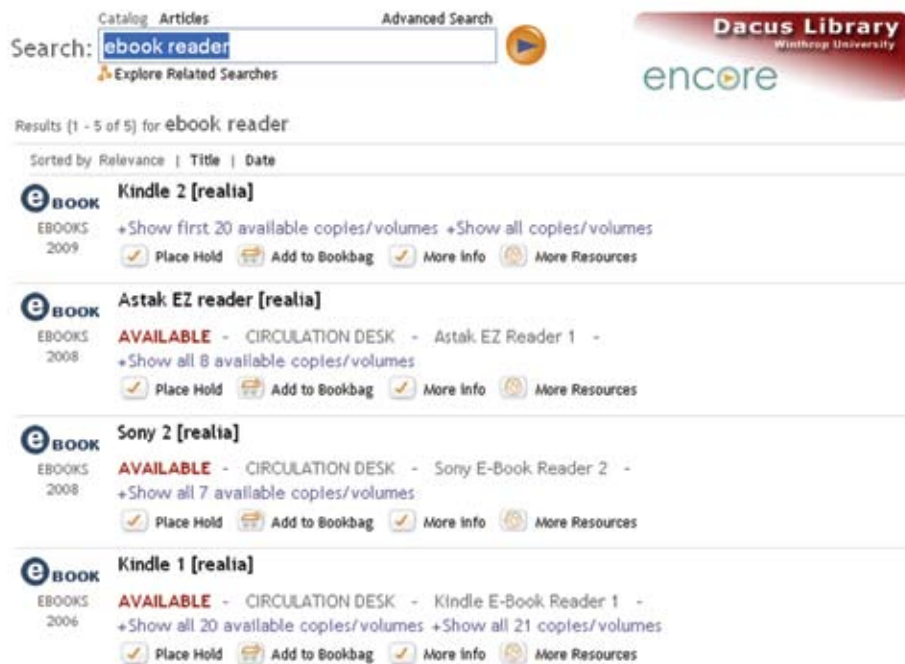 Catalog Articles Advanced Search
Search: ebook reader
Explore Related Searches
Dacus Library
Winthrop University
encore
Results (1 - 5 of 5) for ebook reader
Sorted by Relevance | Title | Date
eBOOK Kindle 2 [realia]
EBOOKS +Show first 20 available copies/volumes +Show all copies/volumes
2009 Place Hold Add to Bookbag More Info More Resources
eBOOK Astak EZ reader [realia]
EBOOKS AVAILABLE - CIRCULATION DESK - Astak EZ Reader 1 -
2008 +Show all 8 available copies/volumes
Place Hold Add to Bookbag More Info More Resources
eBOOK Sony 2 [realia]
EBOOKS AVAILABLE - CIRCULATION DESK - Sony E-Book Reader 2 -
2008 +Show all 7 available copies/volumes
Place Hold Add to Bookbag More Info More Resources
eBOOK Kindle 1 [realia]
EBOOKS AVAILABLE - CIRCULATION DESK - Kindle E-Book Reader 1 -
2006 +Show all 20 available copies/volumes +Show all 21 copies/volumes
Place Hold Add to Bookbag More Info More Resources